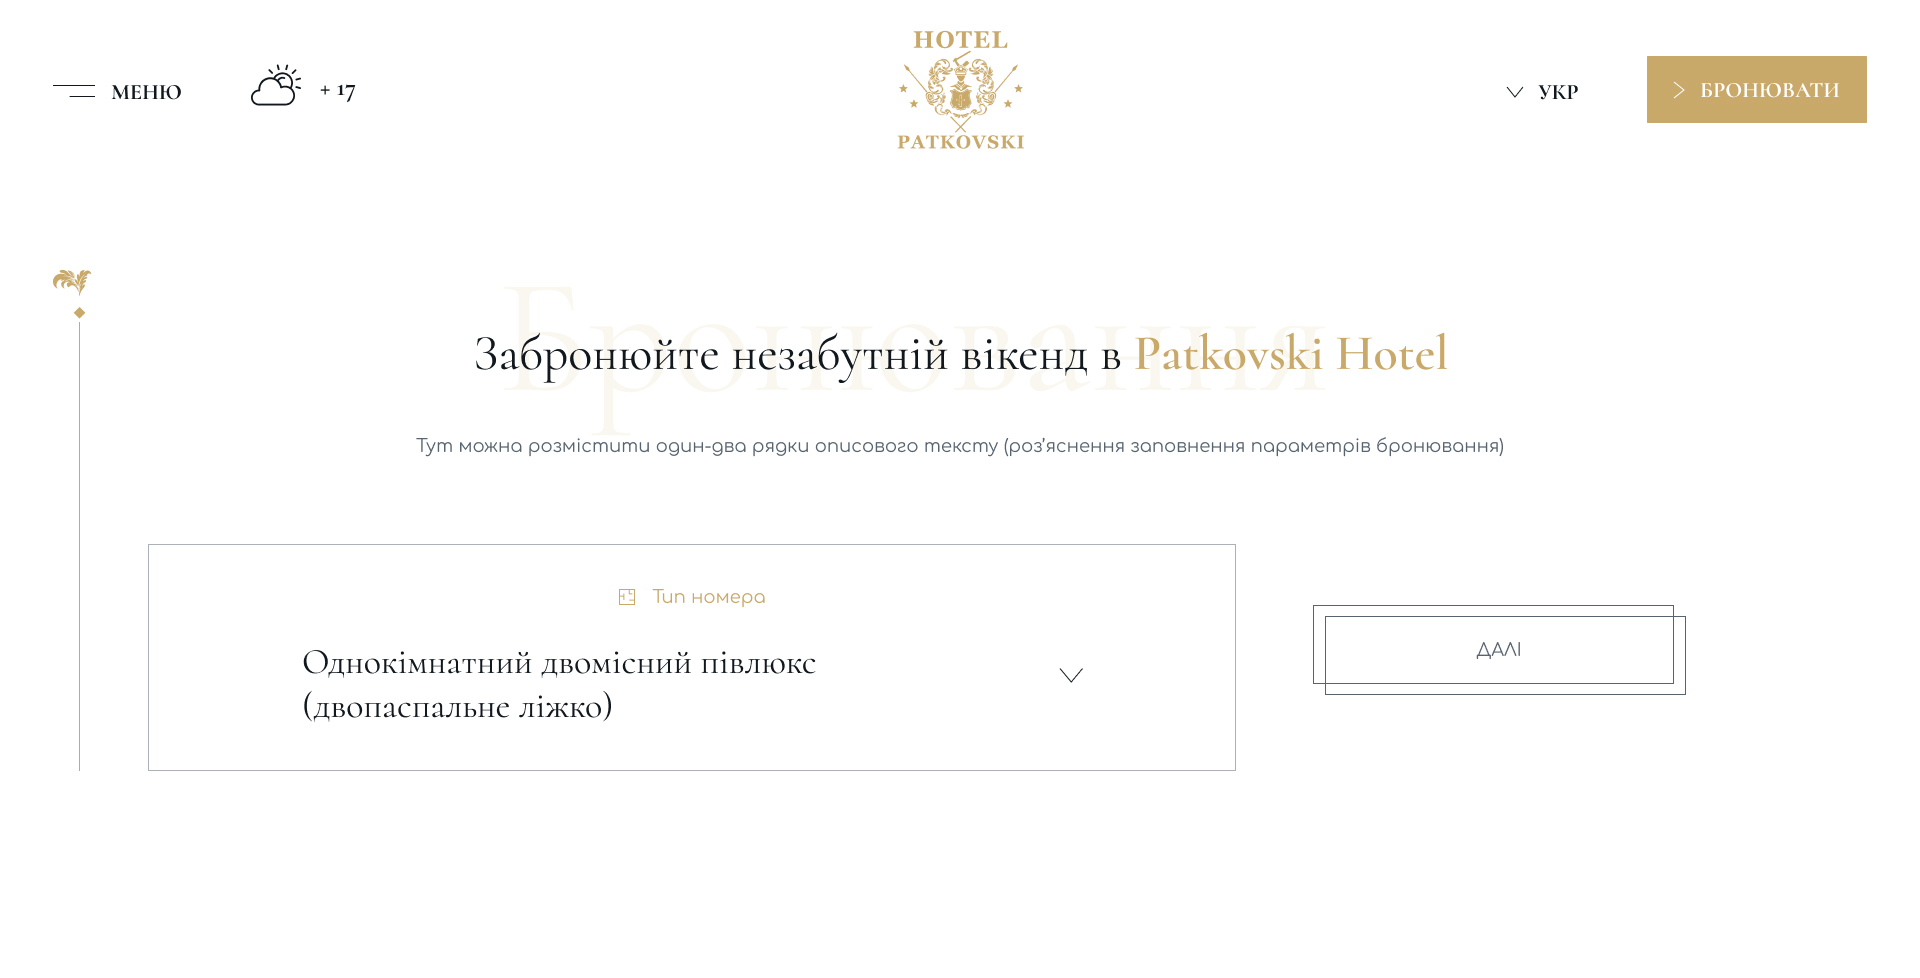 HOTEL
PATKOVSKI
МЕНЮ
+ 17
УКР
БРОНЮВАТИ
Бронювання
Забронюйте незабутній вікенд в Patkovski Hotel
Тут можна розмістити один-два рядки описового тексту (роз’яснення заповнення параметрів бронювання)
Тип номера
Однокімнатний двомісний півлюкс
(двопаспальне ліжко)
ДАЛІ